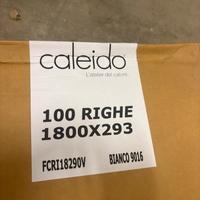 caleido
L'atelier del calore
100 RIGHE
1800X293
FCRI18290V BIANCO 9016